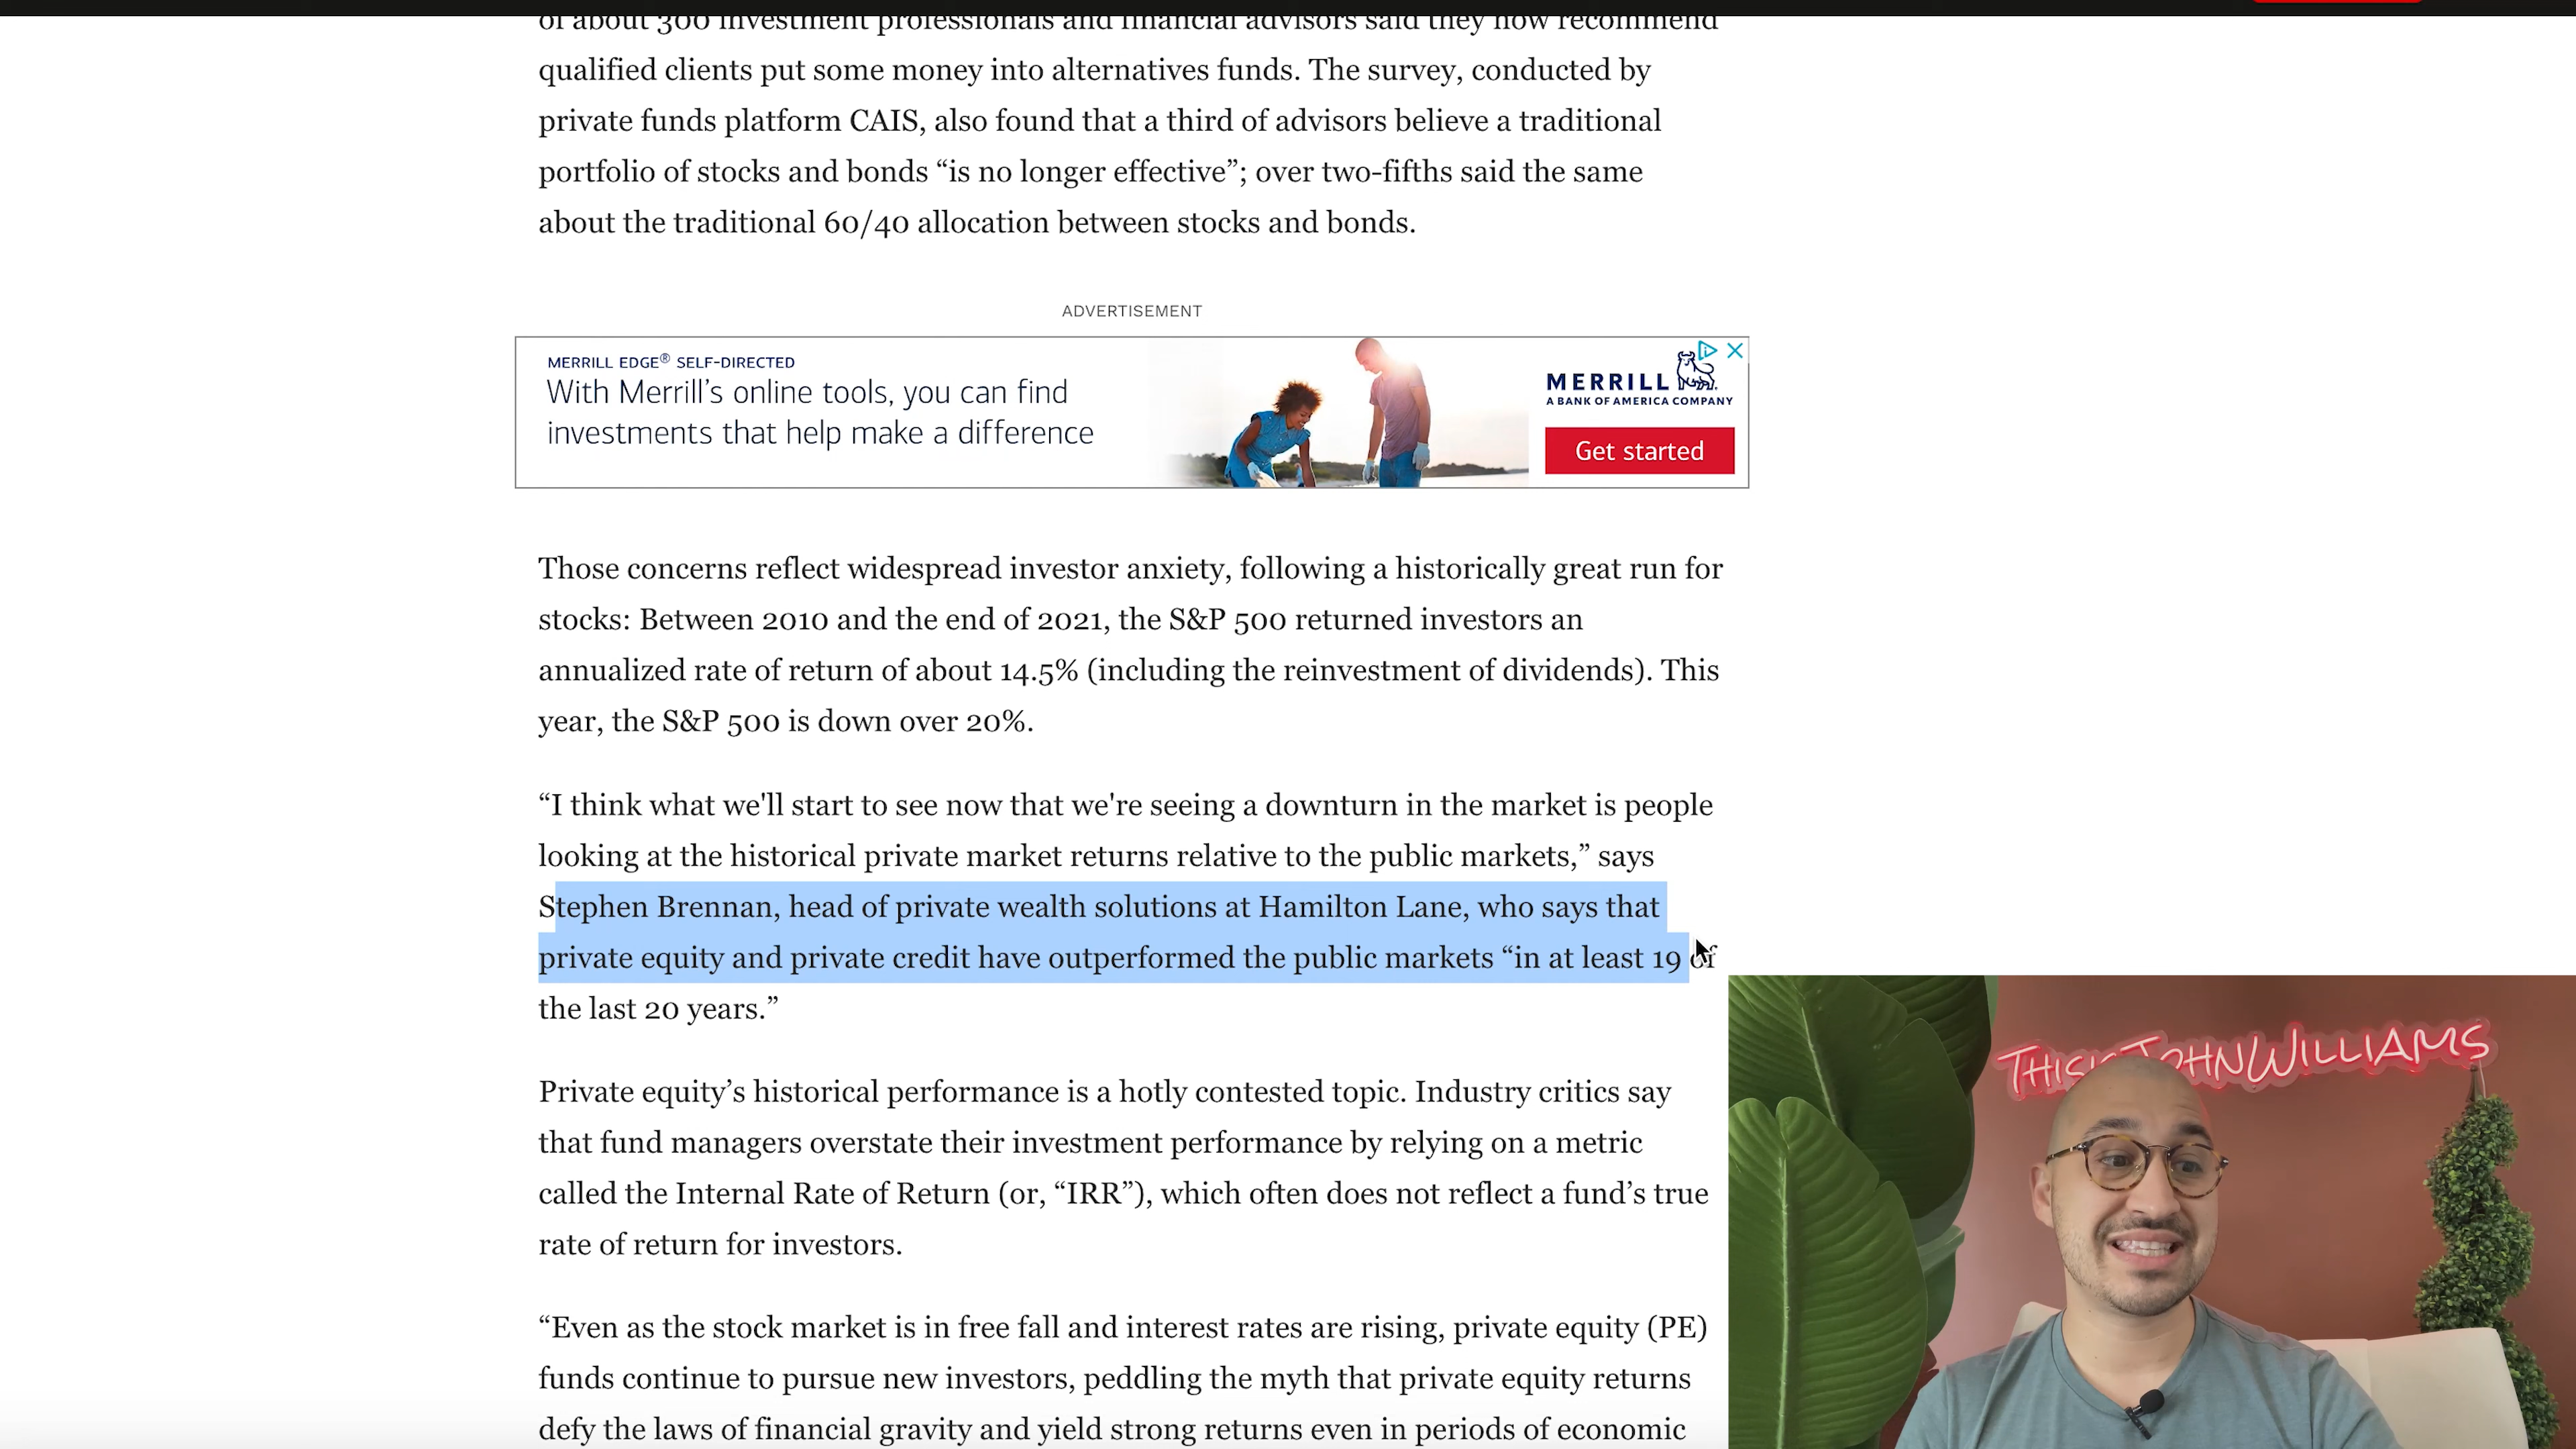 of about 300 investment professionals and financial advisors said they now recommend
qualified clients put some money into alternatives funds. The survey, conducted by
private funds platform CAIS, also found that a third of advisors believe a traditional
portfolio of stocks and bonds “is no longer effective”; over two-fifths said the same
about the traditional 60/40 allocation between stocks and bonds.
ADVERTISEMENT
MERRILL EDGE® SELF-DIRECTED
With Merrill’s online tools, you can find
investments that help make a difference
MERRILL
A BANK OF AMERICA COMPANY
Get started
Those concerns reflect widespread investor anxiety, following a historically great run for
stocks: Between 2010 and the end of 2021, the S&P 500 returned investors an
annualized rate of return of about 14.5% (including the reinvestment of dividends). This
year, the S&P 500 is down over 20%.
“I think what we'll start to see now that we're seeing a downturn in the market is people
looking at the historical private market returns relative to the public markets,” says
Stephen Brennan, head of private wealth solutions at Hamilton Lane, who says that
private equity and private credit have outperformed the public markets “in at least 19 of
the last 20 years.”
Private equity’s historical performance is a hotly contested topic. Industry critics say
that fund managers overstate their investment performance by relying on a metric
called the Internal Rate of Return (or, “IRR”), which often does not reflect a fund’s true
rate of return for investors.
“Even as the stock market is in free fall and interest rates are rising, private equity (PE)
funds continue to pursue new investors, peddling the myth that private equity returns
defy the laws of financial gravity and yield strong returns even in periods of economic
THISISJOHNWILLIAMS